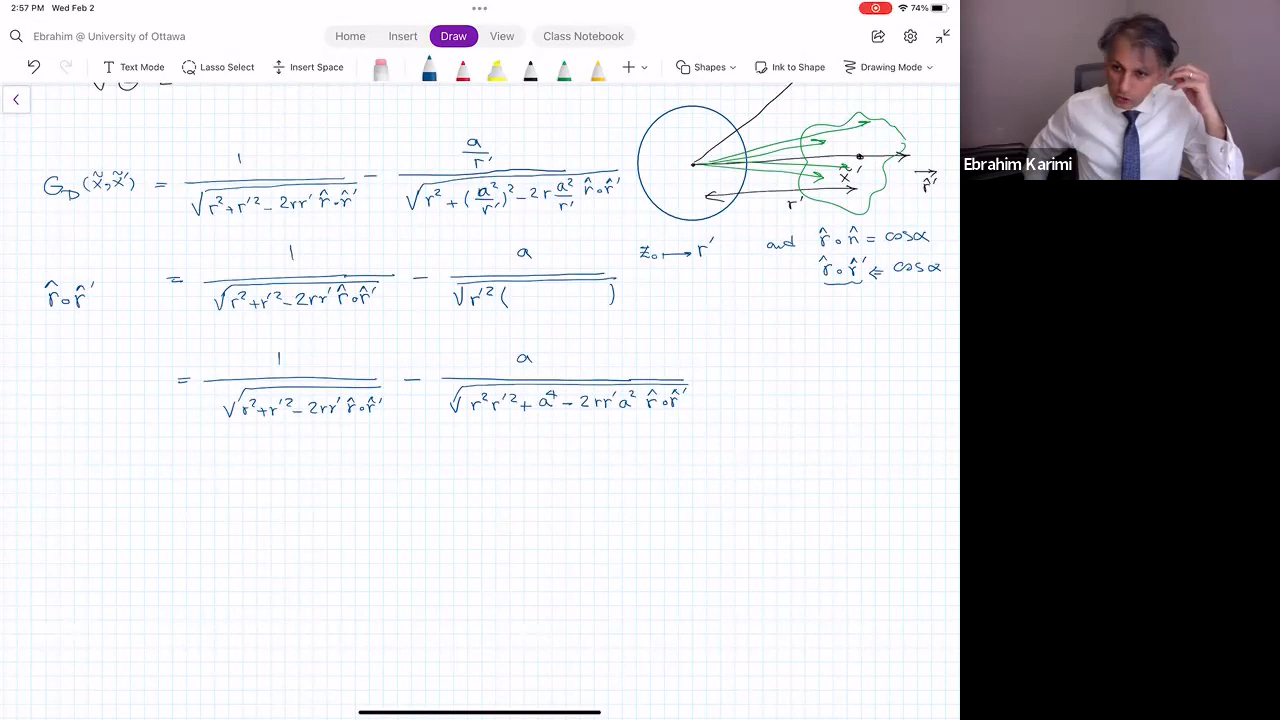 2:57 PM Wed Feb 2
74%
Ebrahim @ University of Ottawa
Home Insert Draw View Class Notebook
Text Mode Lasso Select Insert Space Shapes Ink to Shape Drawing Mode
G_D(x̃, x̃') = 1 / √(r² + r'² - 2rr' r̂∘r̂') - (a/r') / √(r² + (a²/r')² - 2r a²/r' r̂∘r̂')
x̃'
r̂'
r'
z₀ ↦ r'
and r̂∘n̂ = cosα
r̂∘r̂' ⇐ cosα
r̂∘r̂'
= 1 / √(r² + r'² - 2rr' r̂∘r̂') - a / √(r'² ( )
= 1 / √(r² + r'² - 2rr' r̂∘r̂') - a / √(r²r'² + a⁴ - 2rr'a² r̂∘r̂')
Ebrahim Karimi